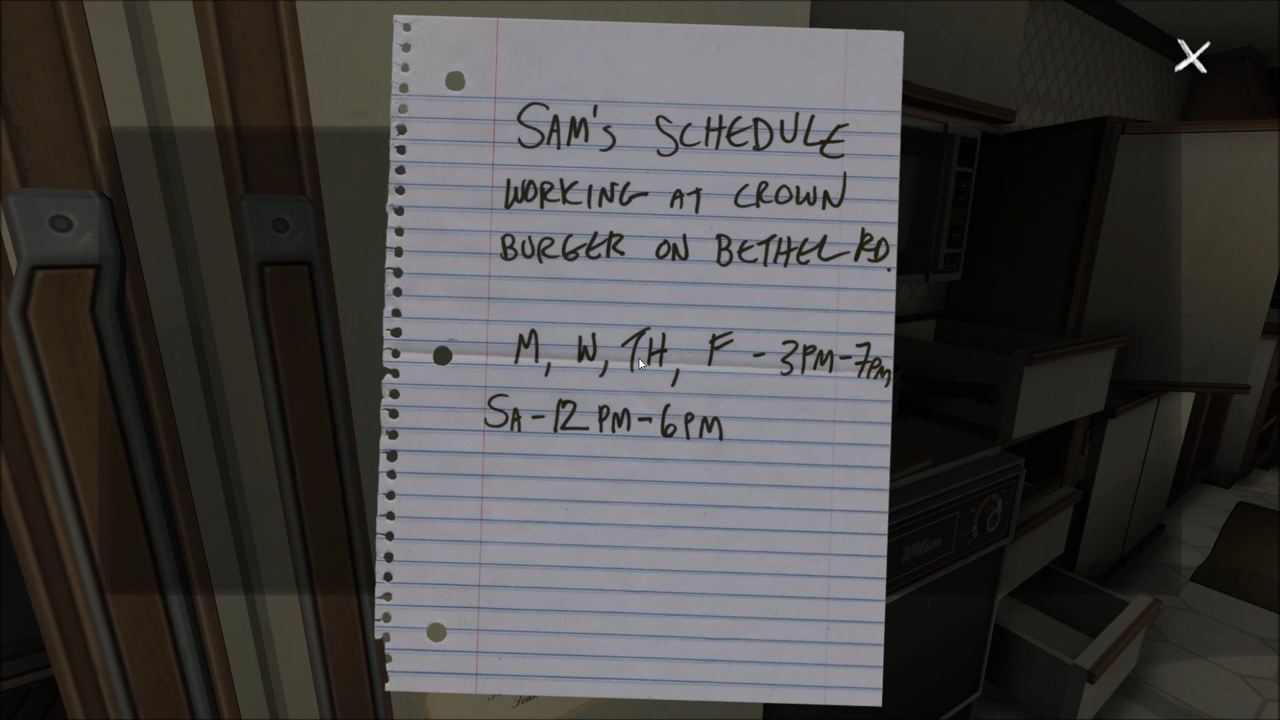 SAM'S SCHEDULE
WORKING AT CROWN
BURGER ON BETHEL RD.
M, W, TH, F - 3PM-7PM,
SA-12 PM-6PM